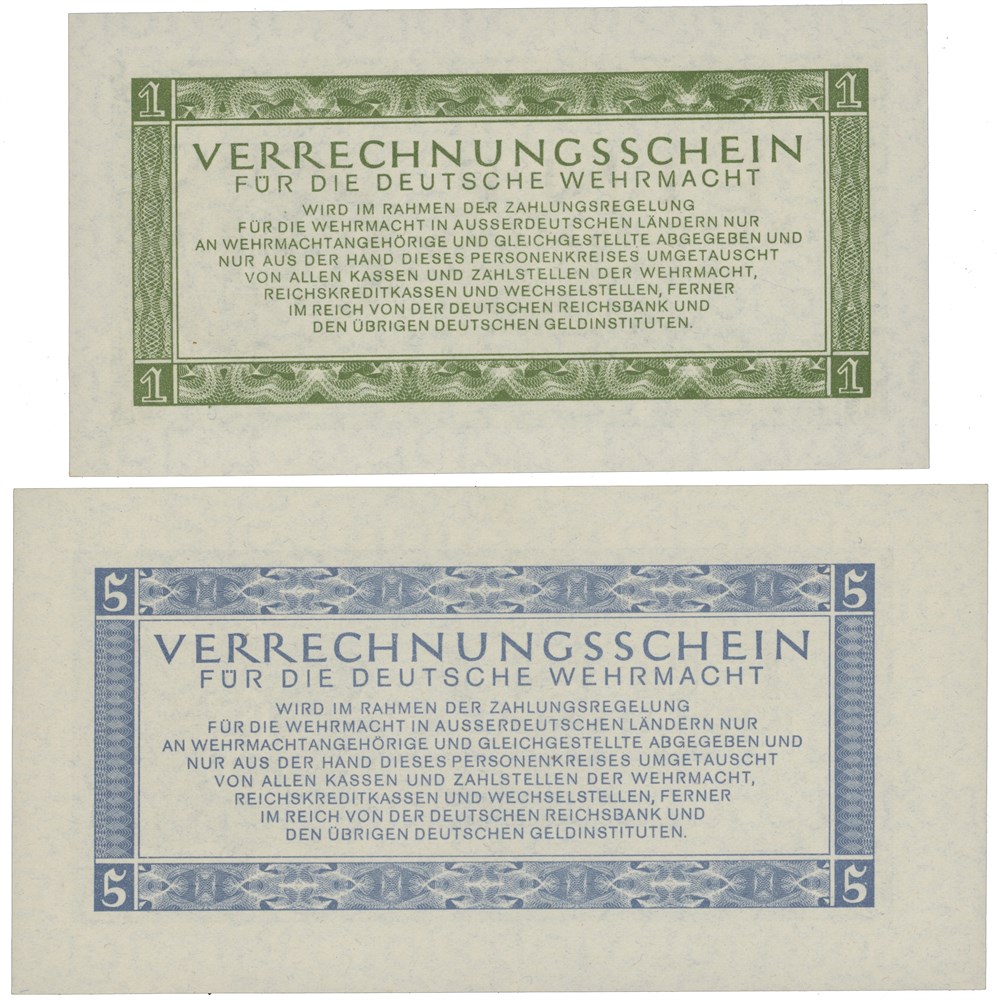 1 1
VERRECHNUNGSSCHEIN
FÜR DIE DEUTSCHE WEHRMACHT
WIRD IM RAHMEN DER ZAHLUNGSREGELUNG
FÜR DIE WEHRMACHT IN AUSSERDEUTSCHEN LÄNDERN NUR
AN WEHRMACHTANGEHÖRIGE UND GLEICHGESTELLTE ABGEGEBEN UND
NUR AUS DER HAND DIESES PERSONENKREISES UMGETAUSCHT
VON ALLEN KASSEN UND ZAHLSTELLEN DER WEHRMACHT,
REICHSKREDITKASSEN UND WECHSELSTELLEN, FERNER
IM REICH VON DER DEUTSCHEN REICHSBANK UND
DEN ÜBRIGEN DEUTSCHEN GELDINSTITUTEN.
1 1
5 5
VERRECHNUNGSSCHEIN
FÜR DIE DEUTSCHE WEHRMACHT
WIRD IM RAHMEN DER ZAHLUNGSREGELUNG
FÜR DIE WEHRMACHT IN AUSSERDEUTSCHEN LÄNDERN NUR
AN WEHRMACHTANGEHÖRIGE UND GLEICHGESTELLTE ABGEGEBEN UND
NUR AUS DER HAND DIESES PERSONENKREISES UMGETAUSCHT
VON ALLEN KASSEN UND ZAHLSTELLEN DER WEHRMACHT,
REICHSKREDITKASSEN UND WECHSELSTELLEN, FERNER
IM REICH VON DER DEUTSCHEN REICHSBANK UND
DEN ÜBRIGEN DEUTSCHEN GELDINSTITUTEN.
5 5